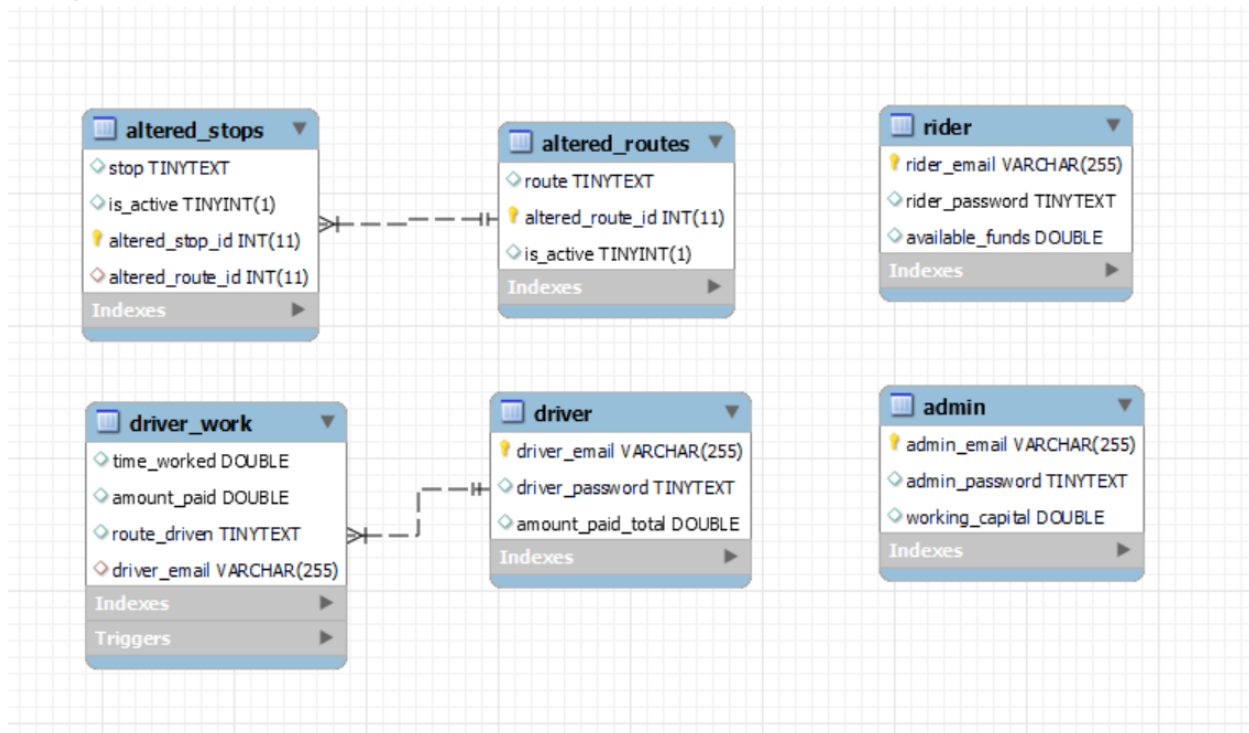 altered_stops
stop TINYTEXT
is_active TINYINT(1)
altered_stop_id INT(11)
altered_route_id INT(11)
Indexes
altered_routes
route TINYTEXT
altered_route_id INT(11)
is_active TINYINT(1)
Indexes
rider
rider_email VARCHAR(255)
rider_password TINYTEXT
available_funds DOUBLE
Indexes
driver_work
time_worked DOUBLE
amount_paid DOUBLE
route_driven TINYTEXT
driver_email VARCHAR(255)
Indexes
Triggers
driver
driver_email VARCHAR(255)
driver_password TINYTEXT
amount_paid_total DOUBLE
Indexes
admin
admin_email VARCHAR(255)
admin_password TINYTEXT
working_capital DOUBLE
Indexes